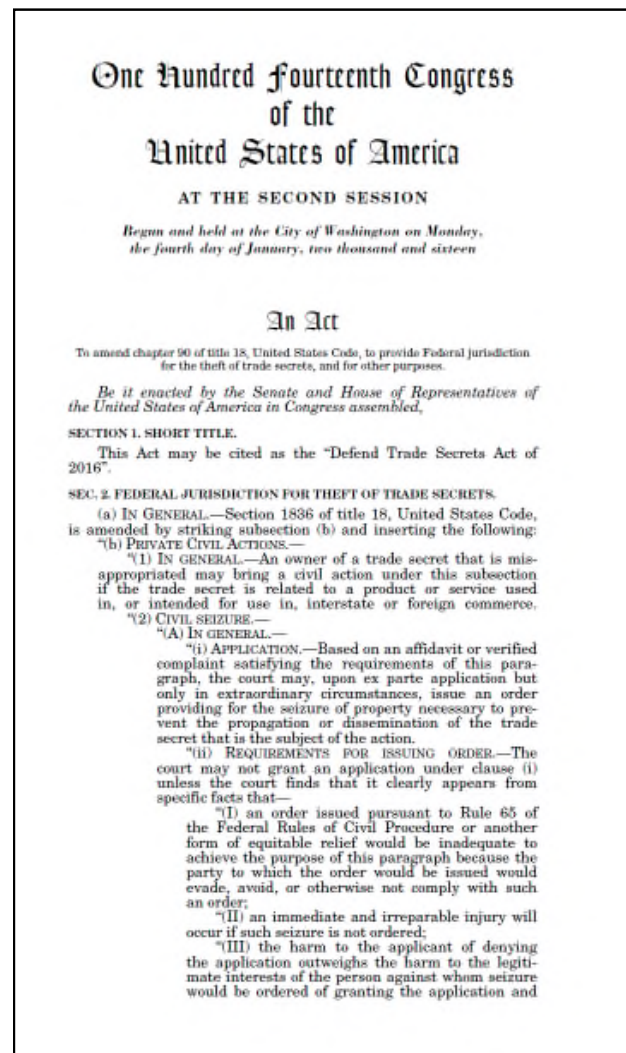 One Hundred Fourteenth Congress
of the
United States of America
AT THE SECOND SESSION
Begun and held at the City of Washington on Monday,
the fourth day of January, two thousand and sixteen
An Act
To amend chapter 90 of title 18, United States Code, to provide Federal jurisdiction
for the theft of trade secrets, and for other purposes.
Be it enacted by the Senate and House of Representatives of
the United States of America in Congress assembled,
SECTION 1. SHORT TITLE.
This Act may be cited as the “Defend Trade Secrets Act of
2016”.
SEC. 2. FEDERAL JURISDICTION FOR THEFT OF TRADE SECRETS.
(a) IN GENERAL.—Section 1836 of title 18, United States Code,
is amended by striking subsection (b) and inserting the following:
“(b) PRIVATE CIVIL ACTIONS.—
“(1) IN GENERAL.—An owner of a trade secret that is mis-
appropriated may bring a civil action under this subsection
if the trade secret is related to a product or service used
in, or intended for use in, interstate or foreign commerce.
“(2) CIVIL SEIZURE.—
“(A) IN GENERAL.—
“(i) APPLICATION.—Based on an affidavit or verified
complaint satisfying the requirements of this para-
graph, the court may, upon ex parte application but
only in extraordinary circumstances, issue an order
providing for the seizure of property necessary to pre-
vent the propagation or dissemination of the trade
secret that is the subject of the action.
“(ii) REQUIREMENTS FOR ISSUING ORDER.—The
court may not grant an application under clause (i)
unless the court finds that it clearly appears from
specific facts that—
“(I) an order issued pursuant to Rule 65 of
the Federal Rules of Civil Procedure or another
form of equitable relief would be inadequate to
achieve the purpose of this paragraph because the
party to which the order would be issued would
evade, avoid, or otherwise not comply with such
an order;
“(II) an immediate and irreparable injury will
occur if such seizure is not ordered;
“(III) the harm to the applicant of denying
the application outweighs the harm to the legiti-
mate interests of the person against whom seizure
would be ordered of granting the application and